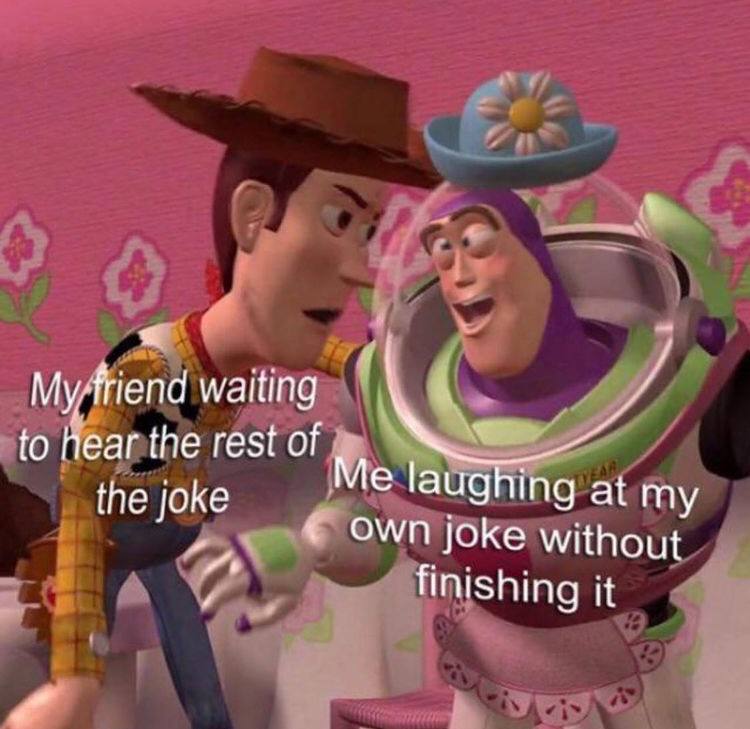 My friend waiting
to hear the rest of
the joke
YEAR
Me laughing at my
own joke without
finishing it